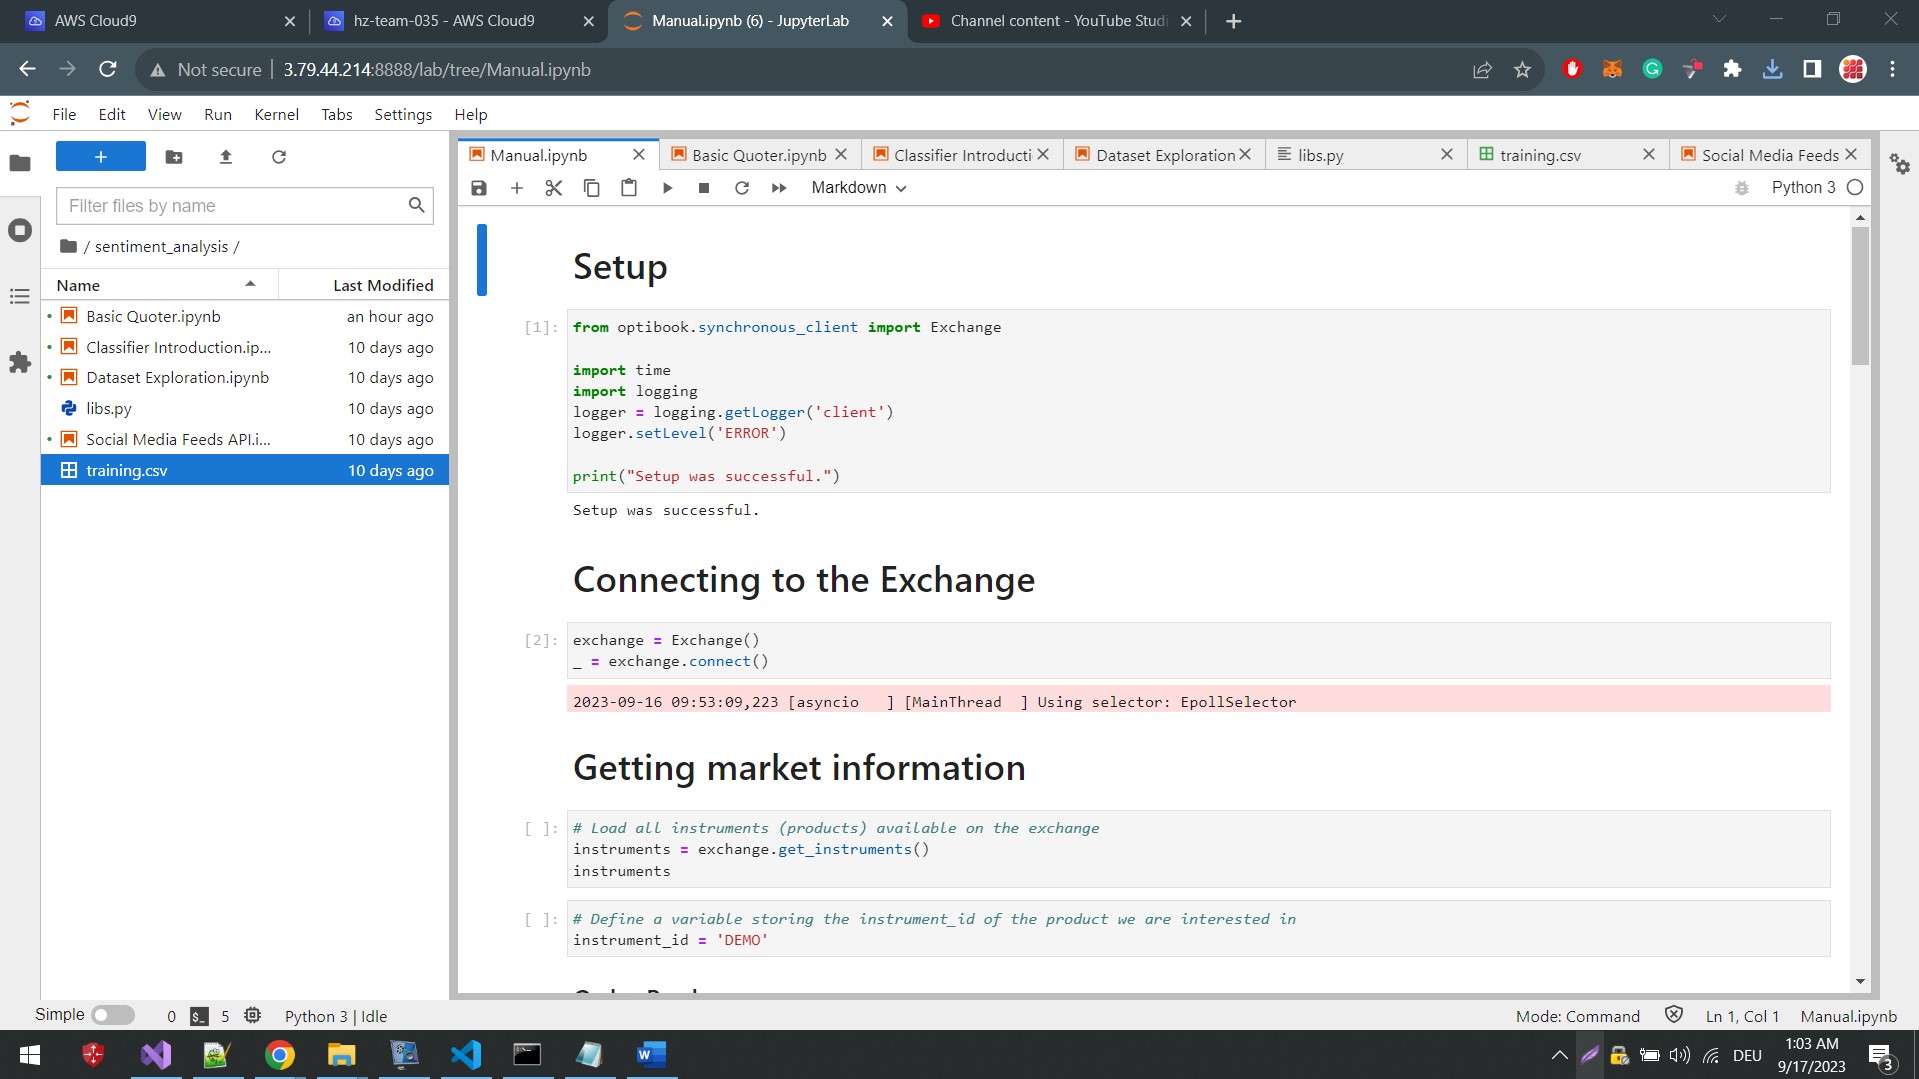 AWS Cloud9
hz-team-035 - AWS Cloud9
Manual.ipynb (6) - JupyterLab
Channel content - YouTube Studi
Not secure
3.79.44.214:8888/lab/tree/Manual.ipynb
File Edit View Run Kernel Tabs Settings Help
Manual.ipynb
Basic Quoter.ipynb
Classifier Introducti
Dataset Exploration
libs.py
training.csv
Social Media Feeds
Markdown
Python 3
Filter files by name
/ sentiment_analysis /
Name Last Modified
Basic Quoter.ipynb an hour ago
Classifier Introduction.ip... 10 days ago
Dataset Exploration.ipynb 10 days ago
libs.py 10 days ago
Social Media Feeds API.i... 10 days ago
training.csv 10 days ago
Setup
[1]: from optibook.synchronous_client import Exchange
import time
import logging
logger = logging.getLogger('client')
logger.setLevel('ERROR')
print("Setup was successful.")
Setup was successful.
Connecting to the Exchange
[2]: exchange = Exchange()
_ = exchange.connect()
2023-09-16 09:53:09,223 [asyncio   ] [MainThread  ] Using selector: EpollSelector
Getting market information
[ ]: # Load all instruments (products) available on the exchange
instruments = exchange.get_instruments()
instruments
[ ]: # Define a variable storing the instrument_id of the product we are interested in
instrument_id = 'DEMO'
Simple 0 $_ 5 Python 3 | Idle
Mode: Command Ln 1, Col 1 Manual.ipynb
DEU
1:03 AM
9/17/2023
3